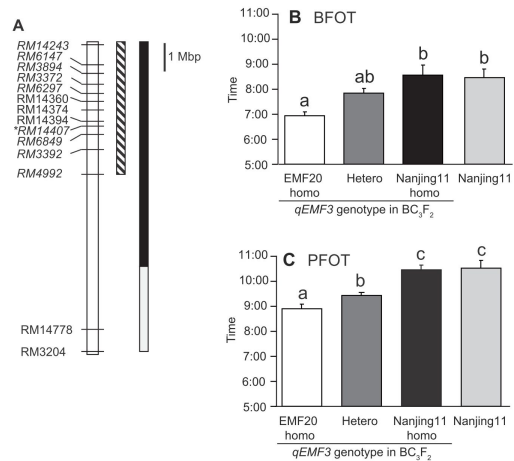 A
RM14243
RM6147
RM3894
RM3372
RM6297
RM14360
RM14374
RM14394
*RM14407
RM6849
RM3392
RM4992
RM14778
RM3204
1 Mbp
B BFOT
11:00
10:00
9:00
8:00
7:00
6:00
5:00
Time
a
ab
b
b
EMF20 homo
Hetero
Nanjing11 homo
Nanjing11
qEMF3 genotype in BC3F2
C PFOT
11:00
10:00
9:00
8:00
7:00
6:00
5:00
Time
a
b
c
c
EMF20 homo
Hetero
Nanjing11 homo
Nanjing11
qEMF3 genotype in BC3F2